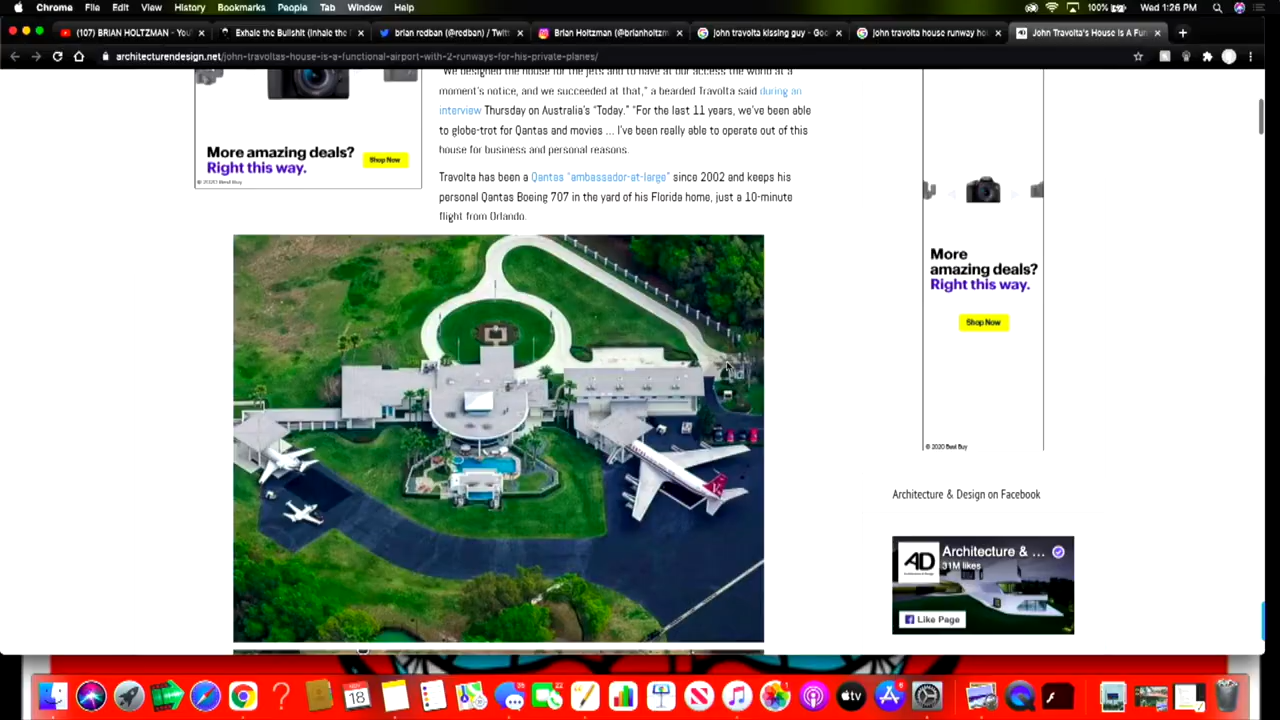 Chrome File Edit View History Bookmarks People Tab Window Help
100% Wed 1:26 PM
(107) BRIAN HOLTZMAN - You
Exhale the Bullshit (Inhale the
brian redban (@redban) / Twit
Brian Holtzman (@brianholtzm
john travolta kissing guy - Goo
john travolta house runway ho
John Travolta's House Is A Fun
architecturendesign.net/john-travoltas-house-is-a-functional-airport-with-2-runways-for-his-private-planes/
"We designed the house for the jets and to have at our access the world at a
moment's notice, and we succeeded at that," a bearded Travolta said during an
interview Thursday on Australia's "Today." "For the last 11 years, we've been able
to globe-trot for Qantas and movies ... I've been really able to operate out of this
house for business and personal reasons.
Travolta has been a Qantas "ambassador-at-large" since 2002 and keeps his
personal Qantas Boeing 707 in the yard of his Florida home, just a 10-minute
flight from Orlando.
More amazing deals?
Right this way.
Shop Now
© 2020 Best Buy
More
amazing deals?
Right this way.
Shop Now
© 2020 Best Buy
Architecture & Design on Facebook
AD
Architecture & ...
31M likes
Like Page
18
tv